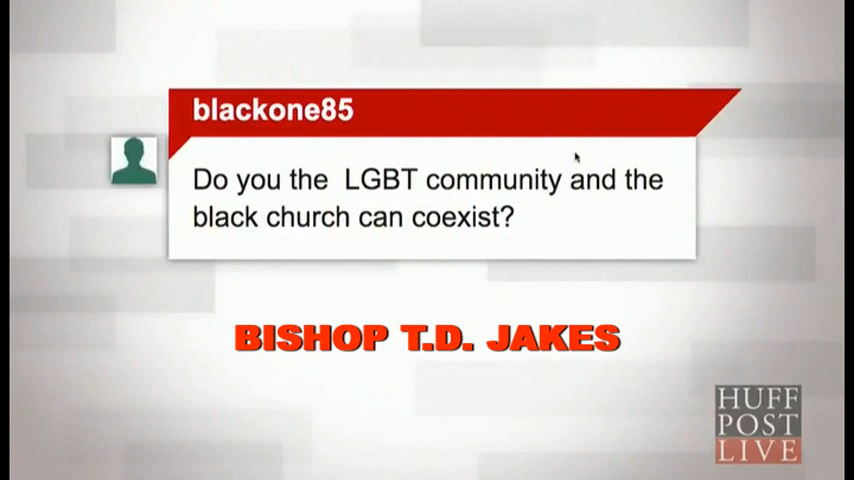 blackone85
Do you the  LGBT community and the
black church can coexist?
BISHOP T.D. JAKES
HUFF
POST
LIVE